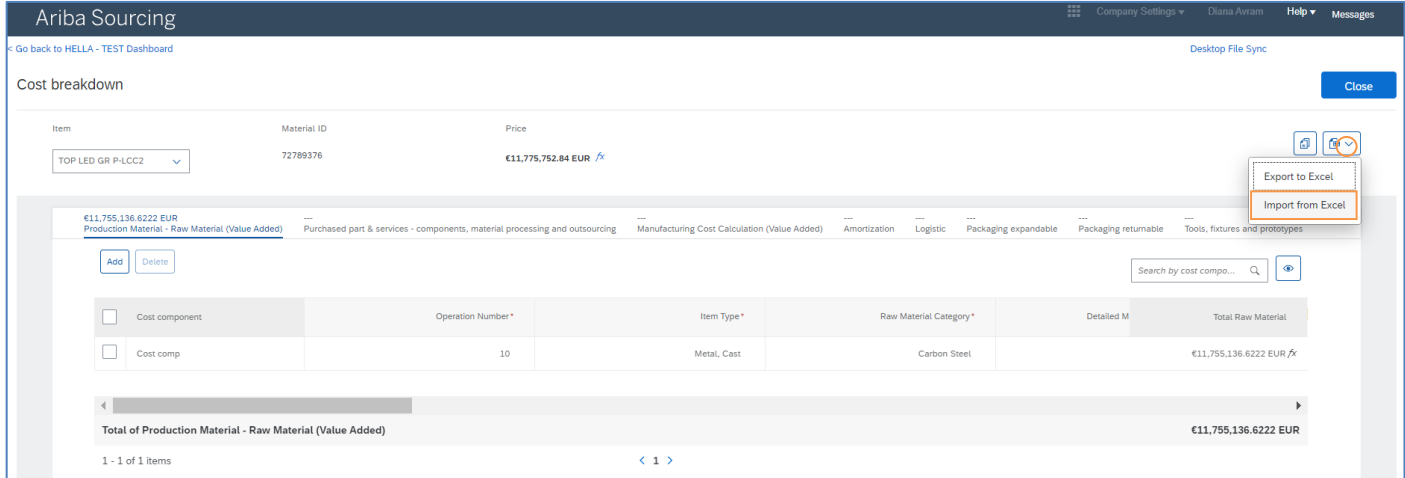 Ariba Sourcing
Company Settings
Diana Avram
Help
Messages
< Go back to HELLA - TEST Dashboard
Desktop File Sync
Cost breakdown
Close
Item
Material ID
Price
TOP LED GR P-LCC2
72789376
€11,775,752.84 EUR fx
Export to Excel
Import from Excel
€11,755,136.6222 EUR
--- --- --- --- --- --- ---
Production Material - Raw Material (Value Added)
Purchased part & services - components, material processing and outsourcing
Manufacturing Cost Calculation (Value Added)
Amortization
Logistic
Packaging expandable
Packaging returnable
Tools, fixtures and prototypes
Add
Delete
Search by cost compo...
Cost component
Operation Number*
Item Type*
Raw Material Category*
Detailed M
Total Raw Material
Cost comp
10
Metal, Cast
Carbon Steel
€11,755,136.6222 EUR fx
Total of Production Material - Raw Material (Value Added)
€11,755,136.6222 EUR
1 - 1 of 1 items
< 1 >